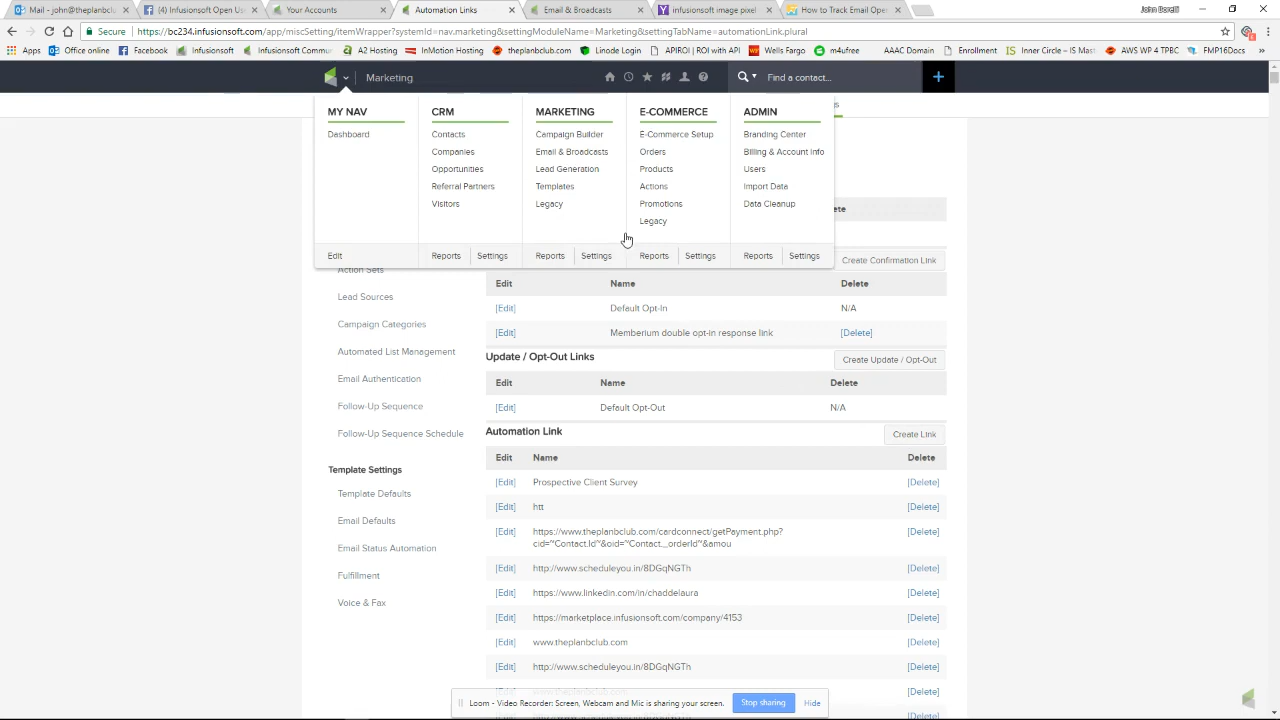 Mail - john@theplanbc
(4) Infusionsoft Open Us
Your Accounts
Automation Links
Email & Broadcasts
infusionsoft image pixel
How to Track Email Oper
John Borelli
Secure
https://bc234.infusionsoft.com/app/miscSetting/itemWrapper?systemId=nav.marketing&settingModuleName=Marketing&settingTabName=automationLink.plural
Apps
Office online
Facebook
Infusionsoft
Infusionsoft Commu
A2 Hosting
InMotion Hosting
theplanbclub.com
Linode Login
APIROI | ROI with API
Wells Fargo
m4ufree
AAAC Domain
Enrollment
Inner Circle – IS Mast
AWS WP 4 TPBC
FMP16Docs
»
Marketing
Find a contact...
MY NAV
CRM
MARKETING
E-COMMERCE
ADMIN
Dashboard
Contacts
Campaign Builder
E-Commerce Setup
Branding Center
Companies
Email & Broadcasts
Orders
Billing & Account Info
Opportunities
Lead Generation
Products
Users
Referral Partners
Templates
Actions
Import Data
Visitors
Legacy
Promotions
Data Cleanup
Legacy
Edit
Reports
Settings
Reports
Settings
Reports
Settings
Reports
Settings
Action Sets
Lead Sources
Campaign Categories
Automated List Management
Email Authentication
Follow-Up Sequence
Follow-Up Sequence Schedule
Template Settings
Template Defaults
Email Defaults
Email Status Automation
Fulfillment
Voice & Fax
Create Confirmation Link
Edit Name Delete
[Edit] Default Opt-In N/A
[Edit] Memberium double opt-in response link [Delete]
Update / Opt-Out Links
Create Update / Opt-Out
Edit Name Delete
[Edit] Default Opt-Out N/A
Automation Link
Create Link
Edit Name Delete
[Edit] Prospective Client Survey [Delete]
[Edit] htt [Delete]
[Edit] https://www.theplanbclub.com/cardconnect/getPayment.php? [Delete]
cid=~Contact.Id~&oid=~Contact._orderId~&amou
[Edit] http://www.scheduleyou.in/8DGqNGTh [Delete]
[Edit] https://www.linkedin.com/in/chaddelaura [Delete]
[Edit] https://marketplace.infusionsoft.com/company/4153 [Delete]
[Edit] www.theplanbclub.com [Delete]
[Edit] http://www.scheduleyou.in/8DGqNGTh [Delete]
[Edit] www.theplanbclub.com [Delete]
Loom - Video Recorder: Screen, Webcam and Mic is sharing your screen.
Stop sharing
Hide